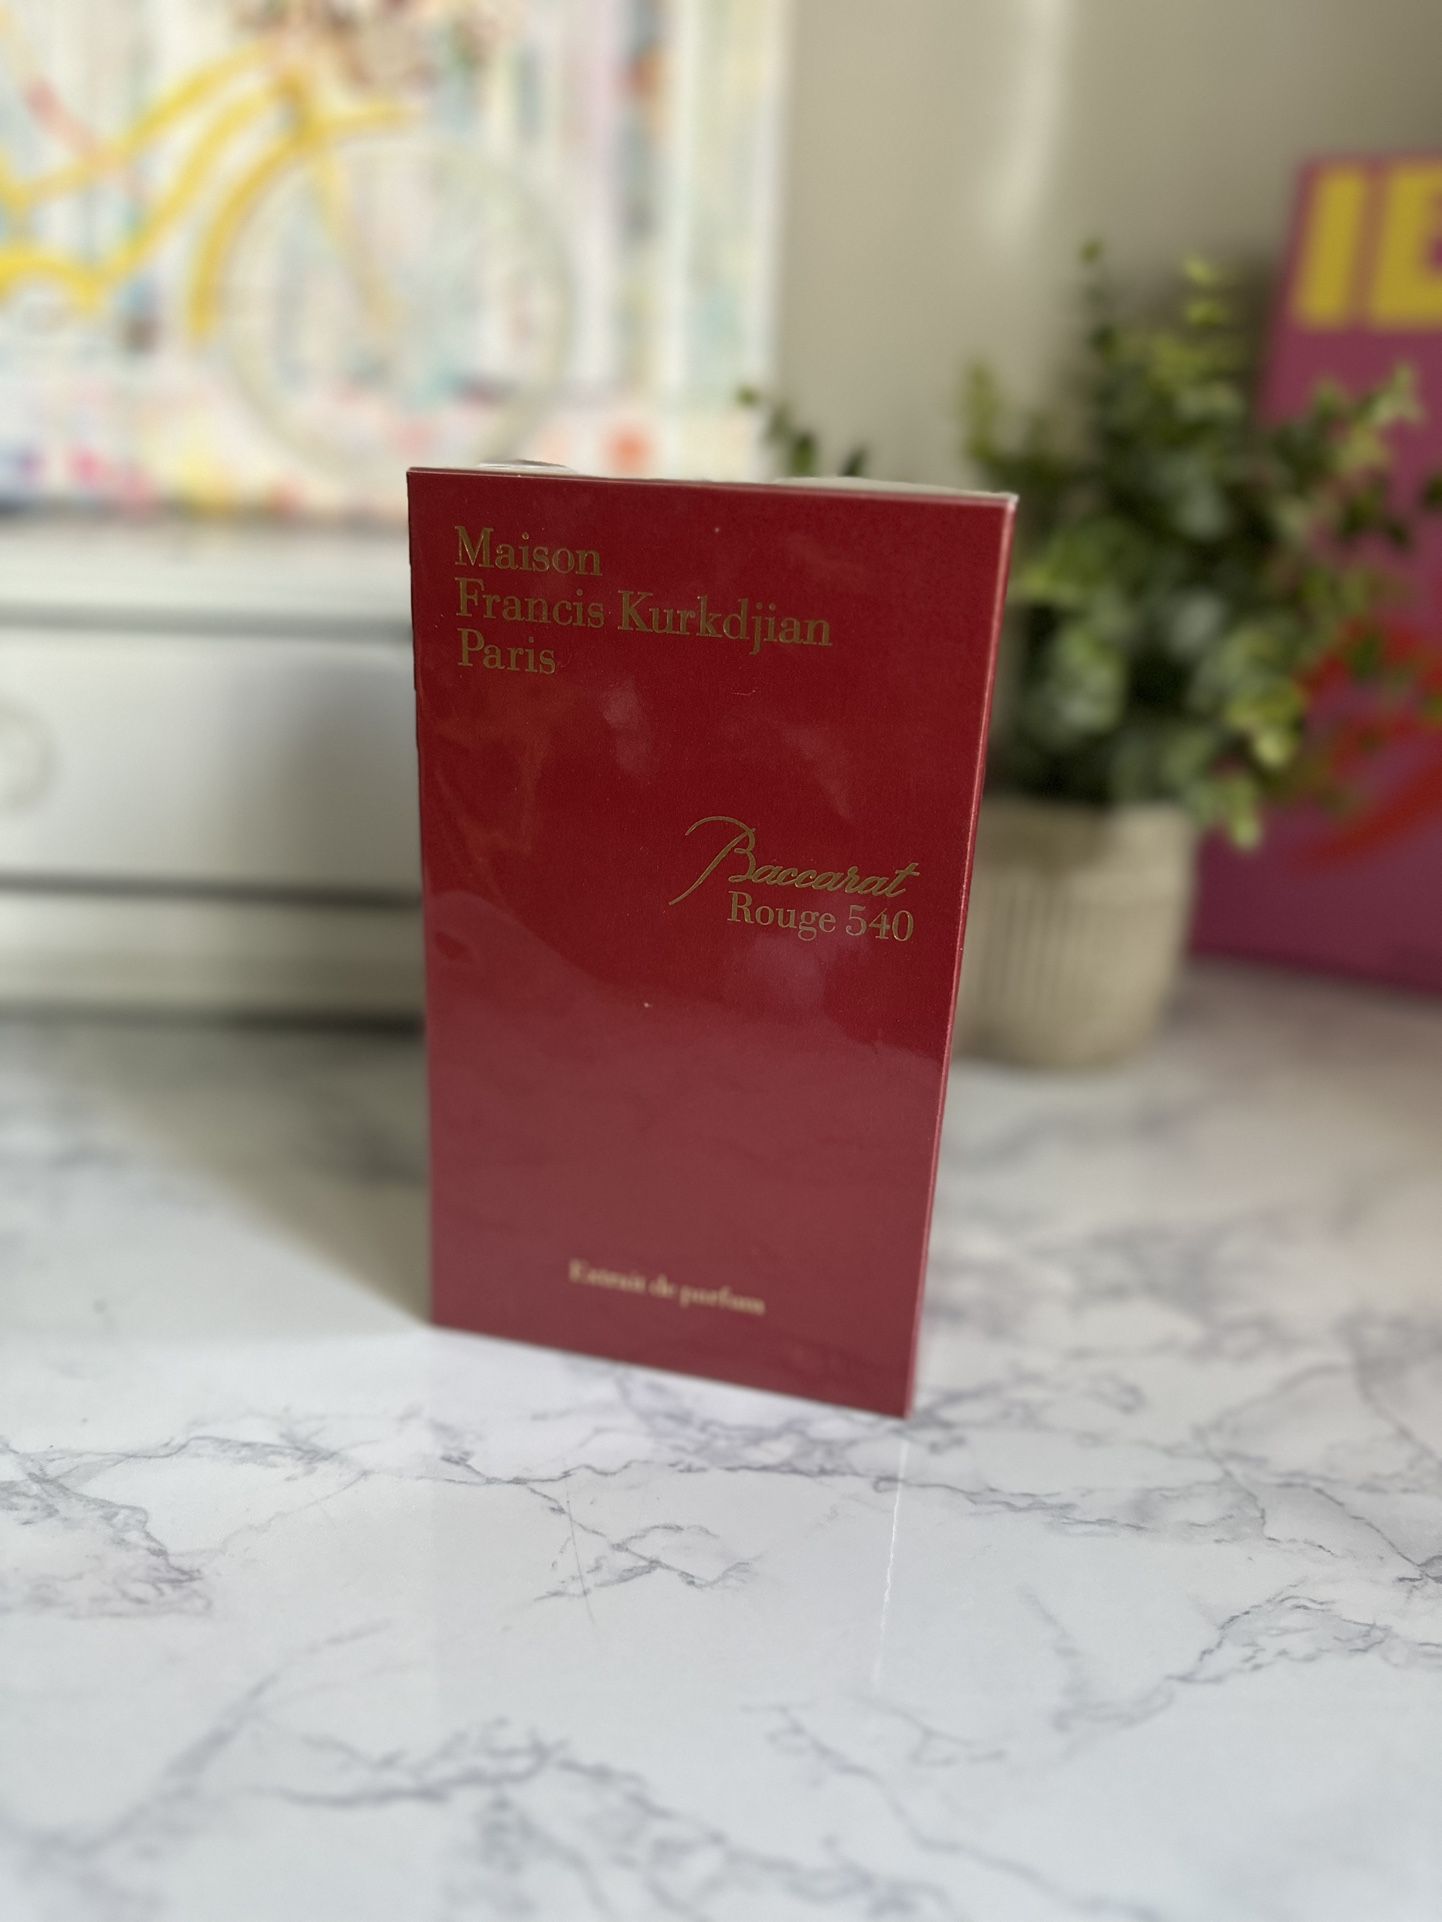 Maison
Francis Kurkdjian
Paris
Baccarat
Rouge 540
Extrait de parfum